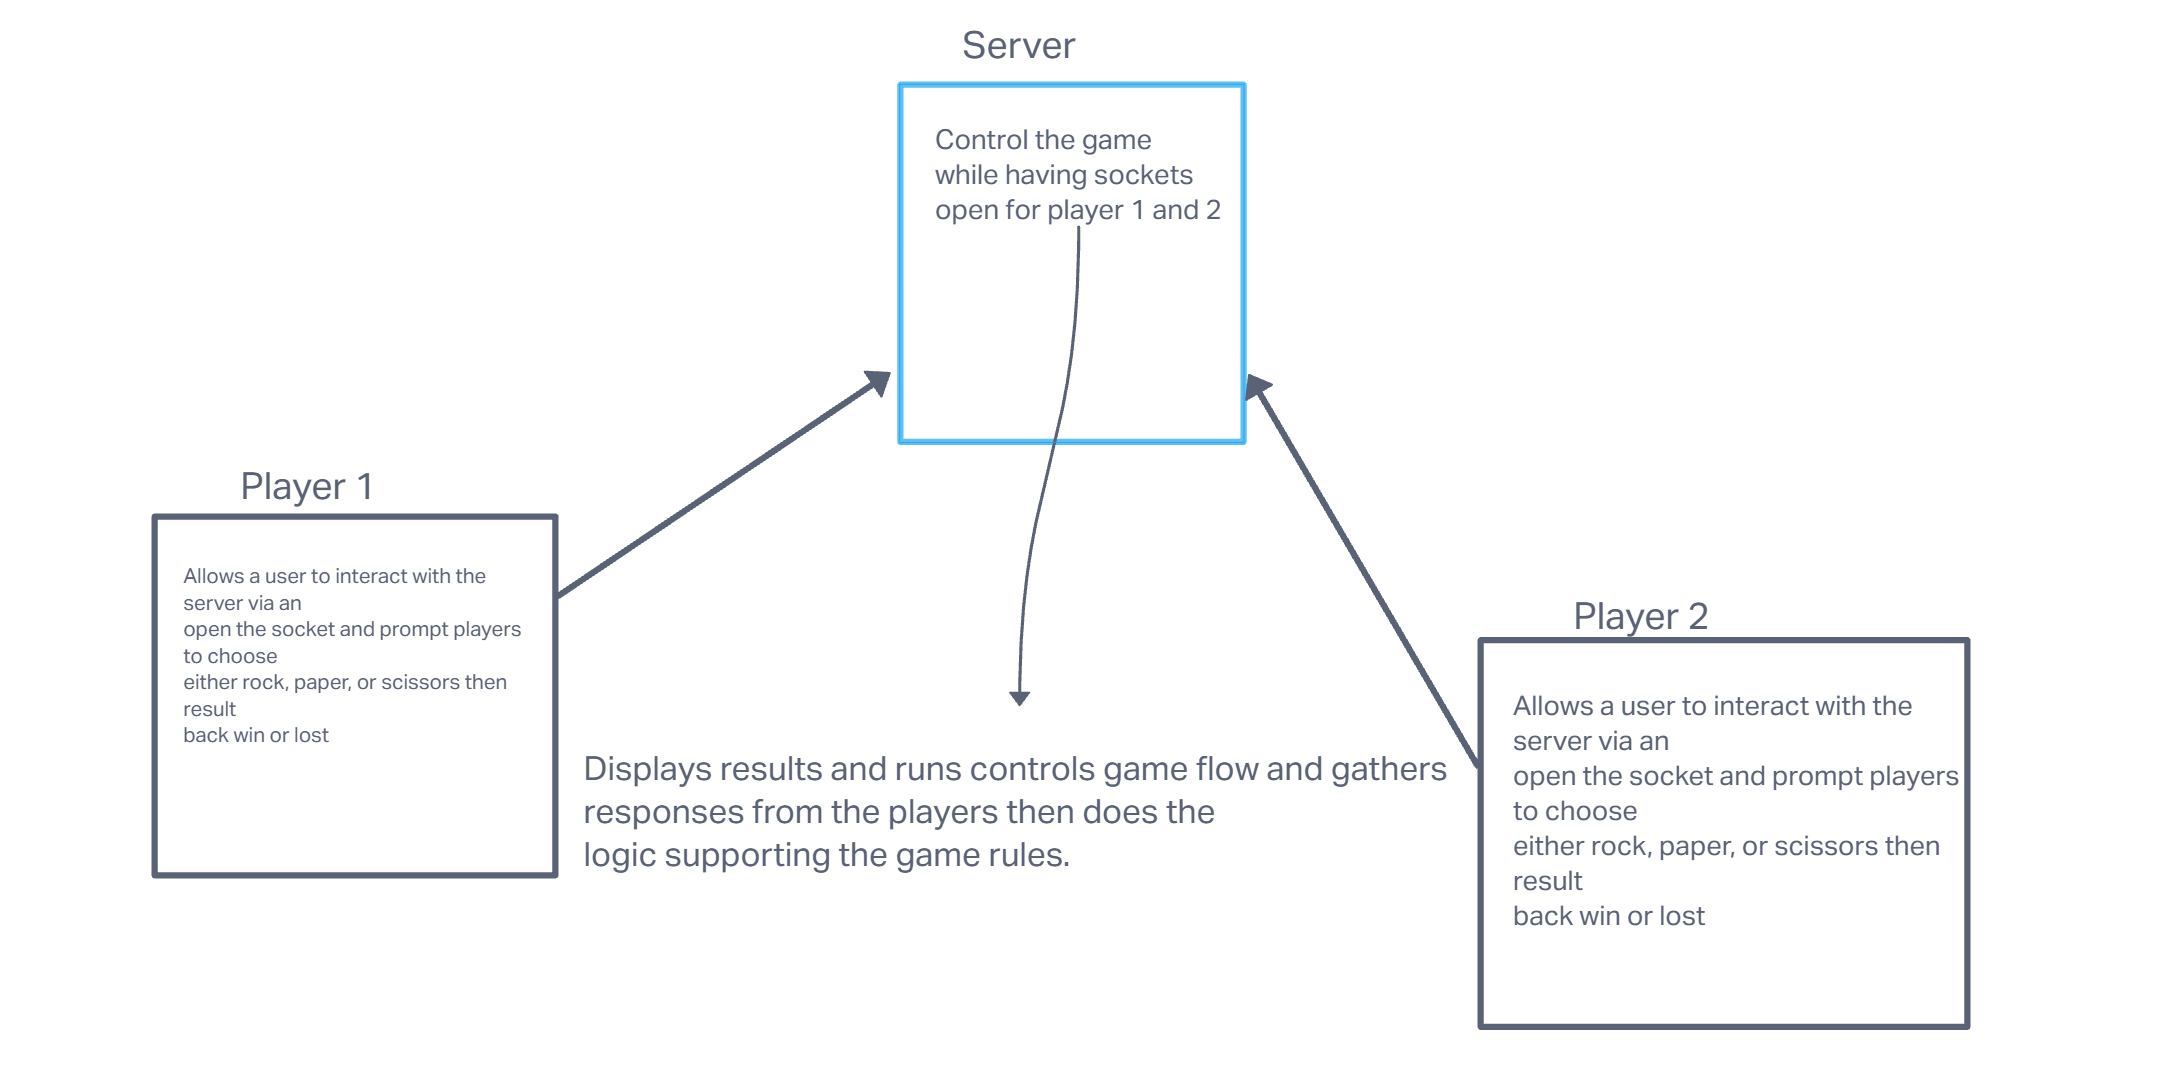 Server
Control the game
while having sockets
open for player 1 and 2
Player 1
Allows a user to interact with the
server via an
open the socket and prompt players
to choose
either rock, paper, or scissors then
result
back win or lost
Displays results and runs controls game flow and gathers
responses from the players then does the
logic supporting the game rules.
Player 2
Allows a user to interact with the
server via an
open the socket and prompt players
to choose
either rock, paper, or scissors then
result
back win or lost